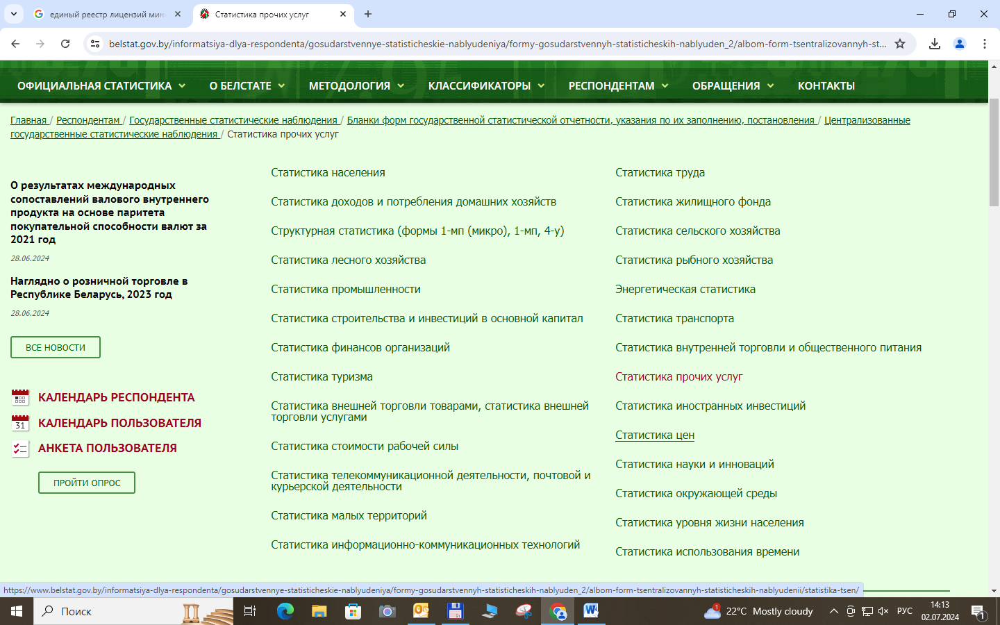 единый реестр лицензий мин
Статистика прочих услуг
belstat.gov.by/informatsiya-dlya-respondenta/gosudarstvennye-statisticheskie-nablyudeniya/formy-gosudarstvennyh-statisticheskih-nablyuden_2/albom-form-tsentralizovannyh-st...
ОФИЦИАЛЬНАЯ СТАТИСТИКА О БЕЛСТАТЕ МЕТОДОЛОГИЯ КЛАССИФИКАТОРЫ РЕСПОНДЕНТАМ ОБРАЩЕНИЯ КОНТАКТЫ
Главная / Респондентам / Государственные статистические наблюдения / Бланки форм государственной статистической отчетности, указания по их заполнению, постановления / Централизованные
государственные статистические наблюдения / Статистика прочих услуг
О результатах международных
сопоставлений валового внутреннего
продукта на основе паритета
покупательной способности валют за
2021 год
28.06.2024
Наглядно о розничной торговле в
Республике Беларусь, 2023 год
28.06.2024
ВСЕ НОВОСТИ
КАЛЕНДАРЬ РЕСПОНДЕНТА
31 КАЛЕНДАРЬ ПОЛЬЗОВАТЕЛЯ
АНКЕТА ПОЛЬЗОВАТЕЛЯ
ПРОЙТИ ОПРОС
Статистика населения
Статистика доходов и потребления домашних хозяйств
Структурная статистика (формы 1-мп (микро), 1-мп, 4-у)
Статистика лесного хозяйства
Статистика промышленности
Статистика строительства и инвестиций в основной капитал
Статистика финансов организаций
Статистика туризма
Статистика внешней торговли товарами, статистика внешней
торговли услугами
Статистика стоимости рабочей силы
Статистика телекоммуникационной деятельности, почтовой и
курьерской деятельности
Статистика малых территорий
Статистика информационно-коммуникационных технологий
Статистика труда
Статистика жилищного фонда
Статистика сельского хозяйства
Статистика рыбного хозяйства
Энергетическая статистика
Статистика транспорта
Статистика внутренней торговли и общественного питания
Статистика прочих услуг
Статистика иностранных инвестиций
Статистика цен
Статистика науки и инноваций
Статистика окружающей среды
Статистика уровня жизни населения
Статистика использования времени
https://www.belstat.gov.by/informatsiya-dlya-respondenta/gosudarstvennye-statisticheskie-nablyudeniya/formy-gosudarstvennyh-statisticheskih-nablyuden_2/albom-form-tsentralizovannyh-statisticheskih-nablyudenii/statistika-tsen/
Поиск
1 22°C Mostly cloudy
РУС
14:13
02.07.2024
1